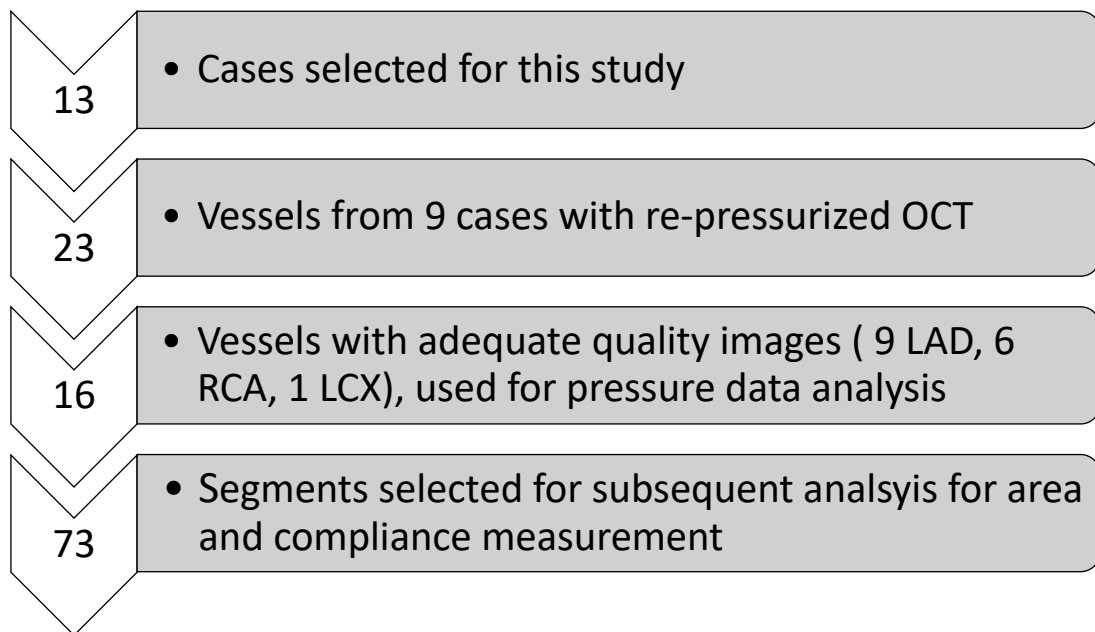 13
• Cases selected for this study
23
• Vessels from 9 cases with re-pressurized OCT
16
• Vessels with adequate quality images ( 9 LAD, 6
RCA, 1 LCX), used for pressure data analysis
73
• Segments selected for subsequent analsyis for area
and compliance measurement